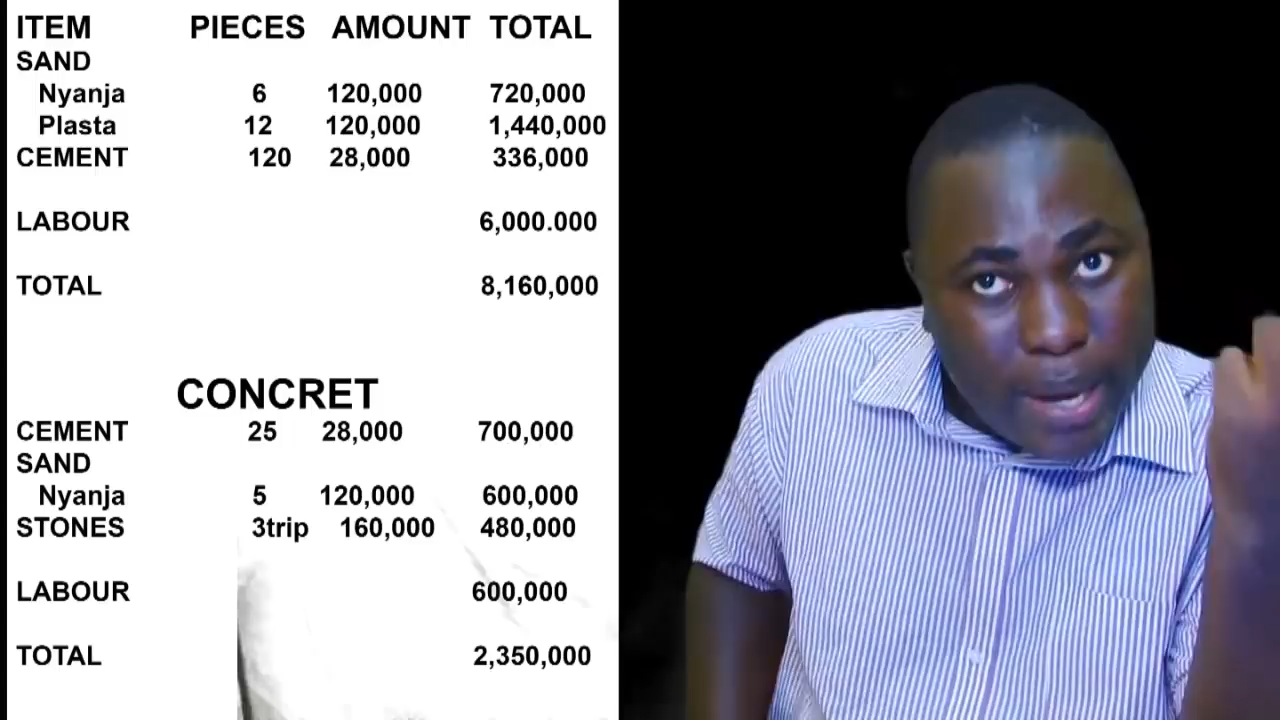 ITEM PIECES AMOUNT TOTAL
SAND
Nyanja 6 120,000 720,000
Plasta 12 120,000 1,440,000
CEMENT 120 28,000 336,000
LABOUR 6,000.000
TOTAL 8,160,000
CONCRET
CEMENT 25 28,000 700,000
SAND
Nyanja 5 120,000 600,000
STONES 3trip 160,000 480,000
LABOUR 600,000
TOTAL 2,350,000